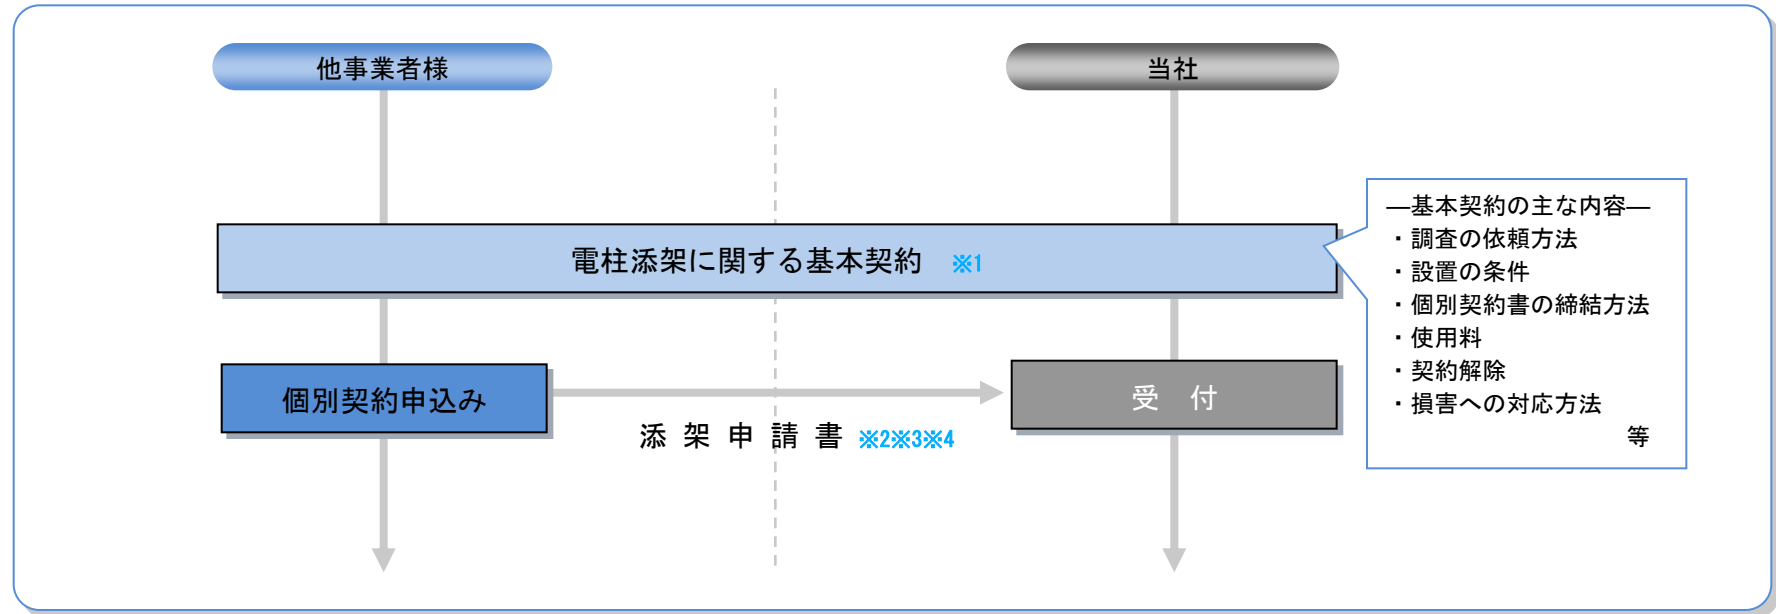 他事業者様
当社
電柱添架に関する基本契約 ※1
―基本契約の主な内容―
・調査の依頼方法
・設置の条件
・個別契約書の締結方法
・使用料
・契約解除
・損害への対応方法
等
個別契約申込み
受 付
添 架 申 請 書 ※2※3※4